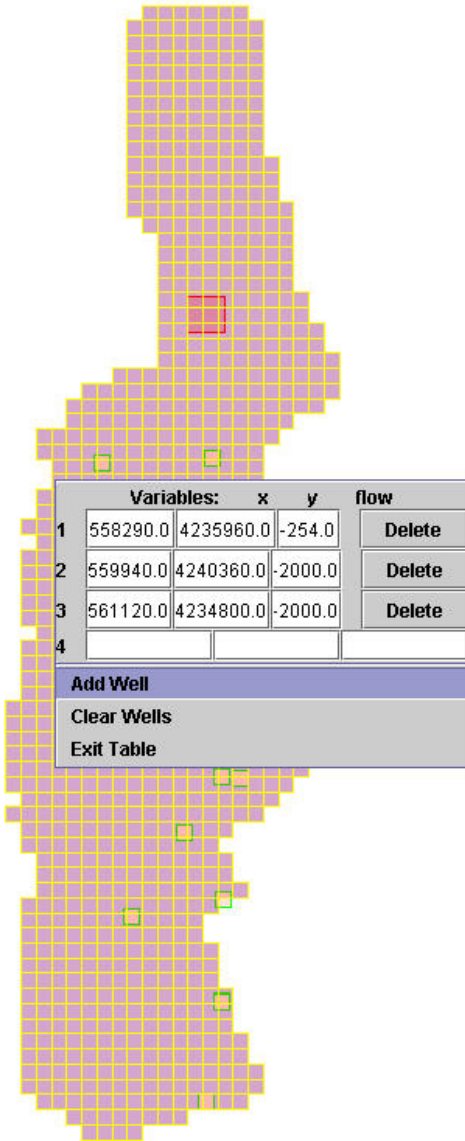 Variables: x y flow
1 558290.0 4235960.0 -254.0 Delete
2 559940.0 4240360.0 -2000.0 Delete
3 561120.0 4234800.0 -2000.0 Delete
4
Add Well
Clear Wells
Exit Table